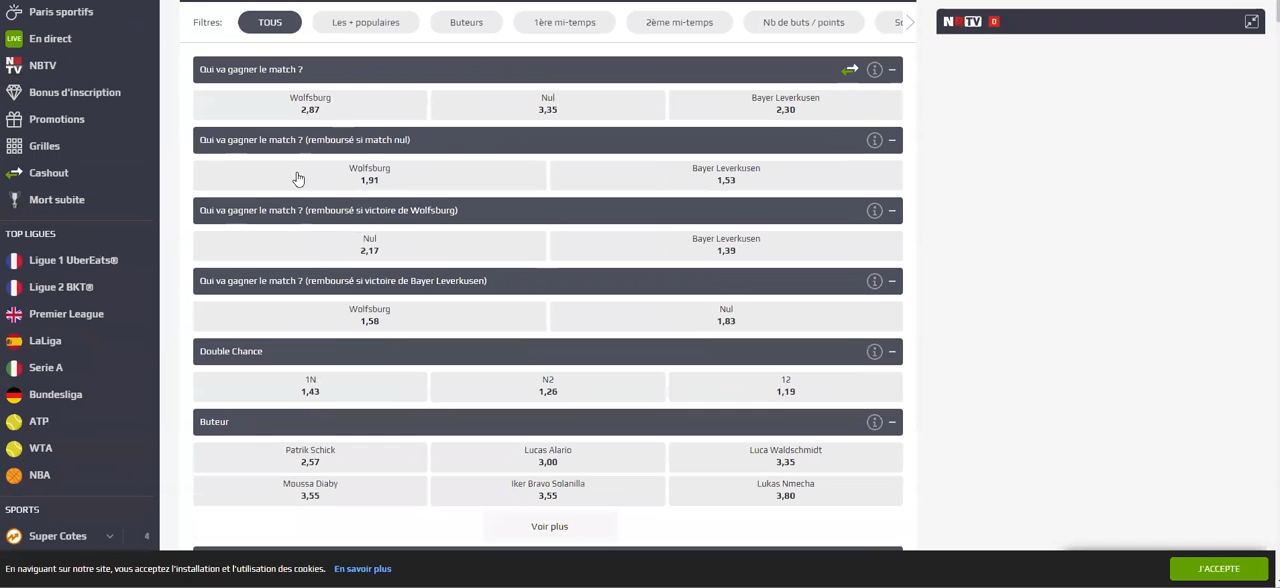 Paris sportifs
LIVE En direct
NBTV NBTV
Bonus d'inscription
Promotions
Grilles
Cashout
Mort subite
TOP LIGUES
Ligue 1 UberEats®
Ligue 2 BKT®
Premier League
LaLiga
Serie A
Bundesliga
ATP
WTA
NBA
SPORTS
Super Cotes 4
Filtres: TOUS Les + populaires Buteurs 1ère mi-temps 2ème mi-temps Nb de buts / points
Qui va gagner le match ?
Wolfsburg Nul Bayer Leverkusen
2,87 3,35 2,30
Qui va gagner le match ? (remboursé si match nul)
Wolfsburg Bayer Leverkusen
1,91 1,53
Qui va gagner le match ? (remboursé si victoire de Wolfsburg)
Nul Bayer Leverkusen
2,17 1,39
Qui va gagner le match ? (remboursé si victoire de Bayer Leverkusen)
Wolfsburg Nul
1,58 1,83
Double Chance
1N N2 12
1,43 1,26 1,19
Buteur
Patrik Schick Lucas Alario Luca Waldschmidt
2,57 3,00 3,35
Moussa Diaby Iker Bravo Solanilla Lukas Nmecha
3,55 3,55 3,80
Voir plus
NBTV 0
En naviguant sur notre site, vous acceptez l'installation et l'utilisation des cookies. En savoir plus J'ACCEPTE